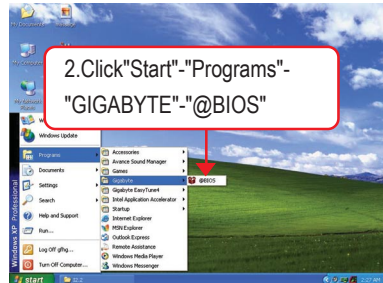 My Documents
My Computer
My Network
Places
2.Click"Start"-"Programs"-
"GIGABYTE"-"@BIOS"
Windows Update
Programs
Documents
Settings
Search
Help and Support
Run...
Log Off gfhg...
Turn Off Computer...
Windows XP Professional
Accessories
Avance Sound Manager
Games
Gigabyte
Gigabyte EasyTune4
Intel Application Accelerator
Startup
Internet Explorer
MSN Explorer
Outlook Express
Remote Assistance
Windows Media Player
Windows Messenger
@BIOS
start
32.2
2:27 AM